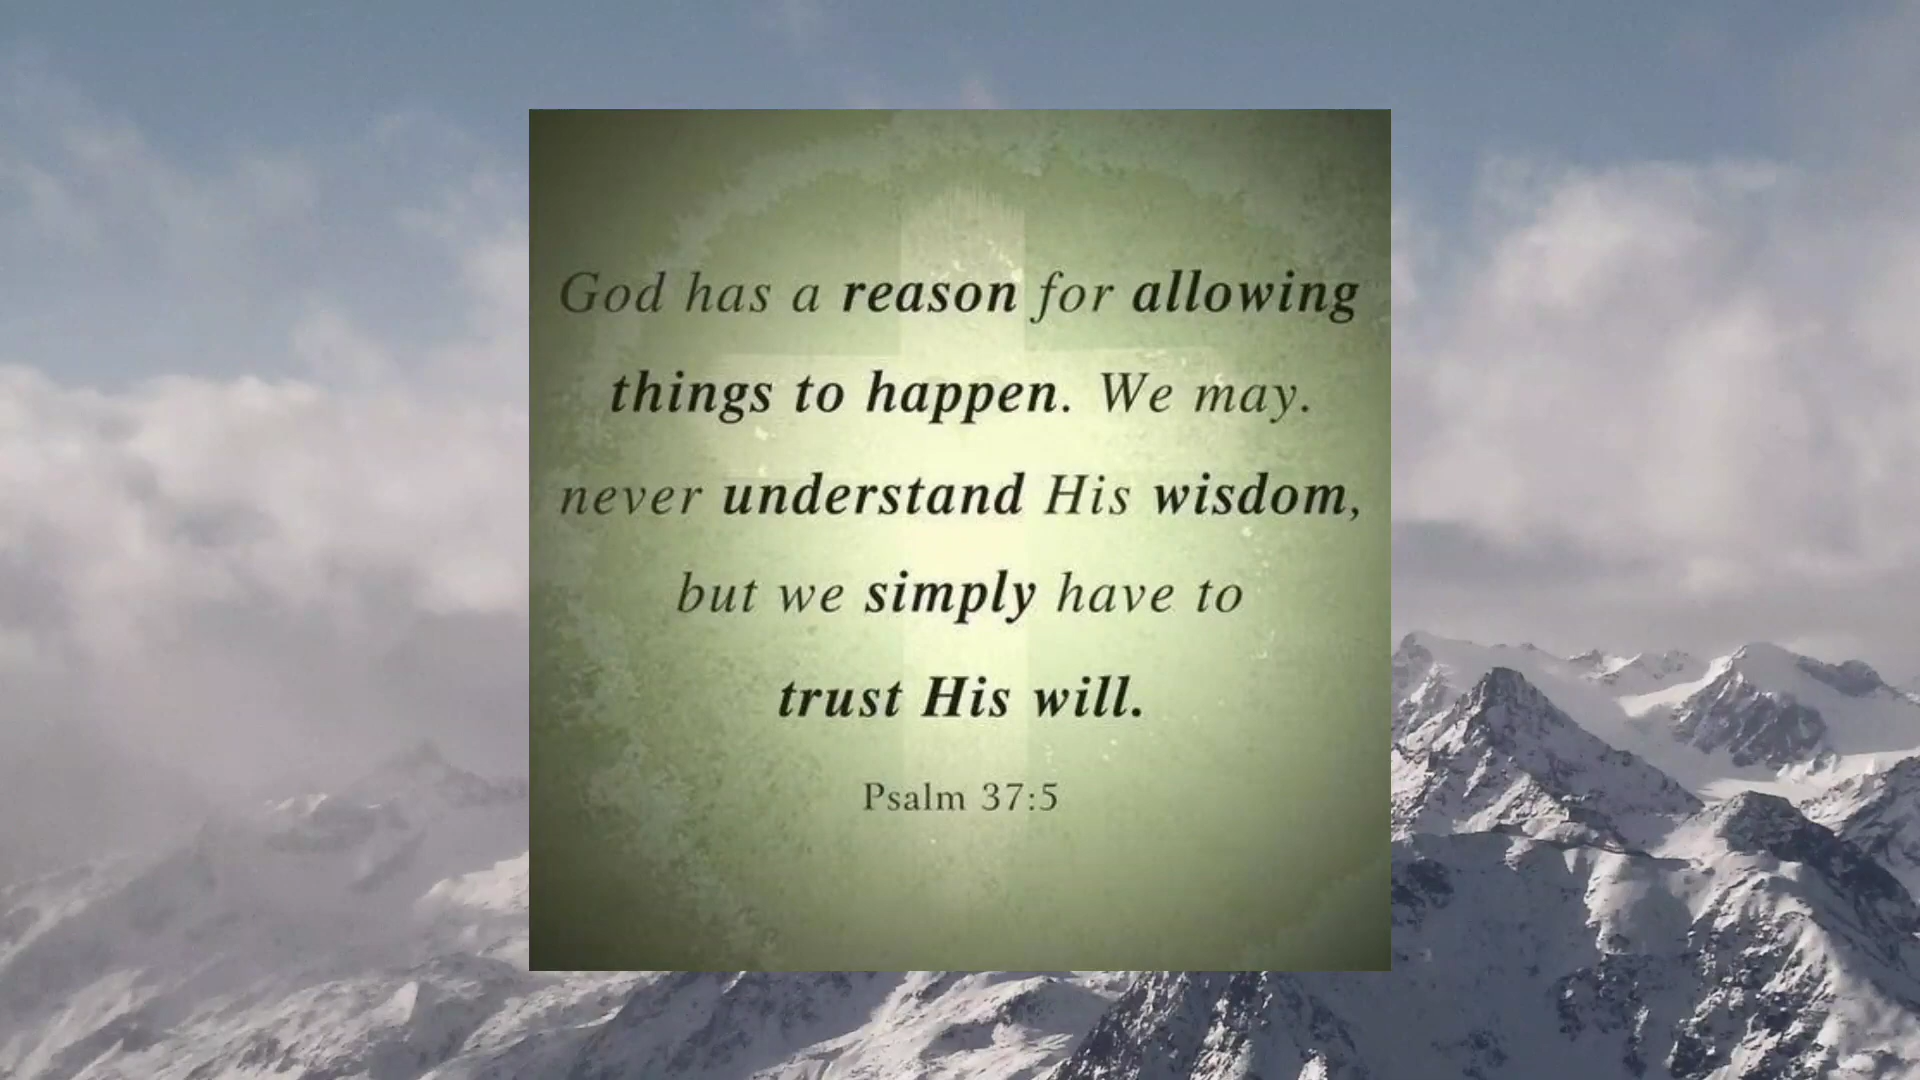 God has a reason for allowing
things to happen. We may.
never understand His wisdom,
but we simply have to
trust His will.
Psalm 37:5